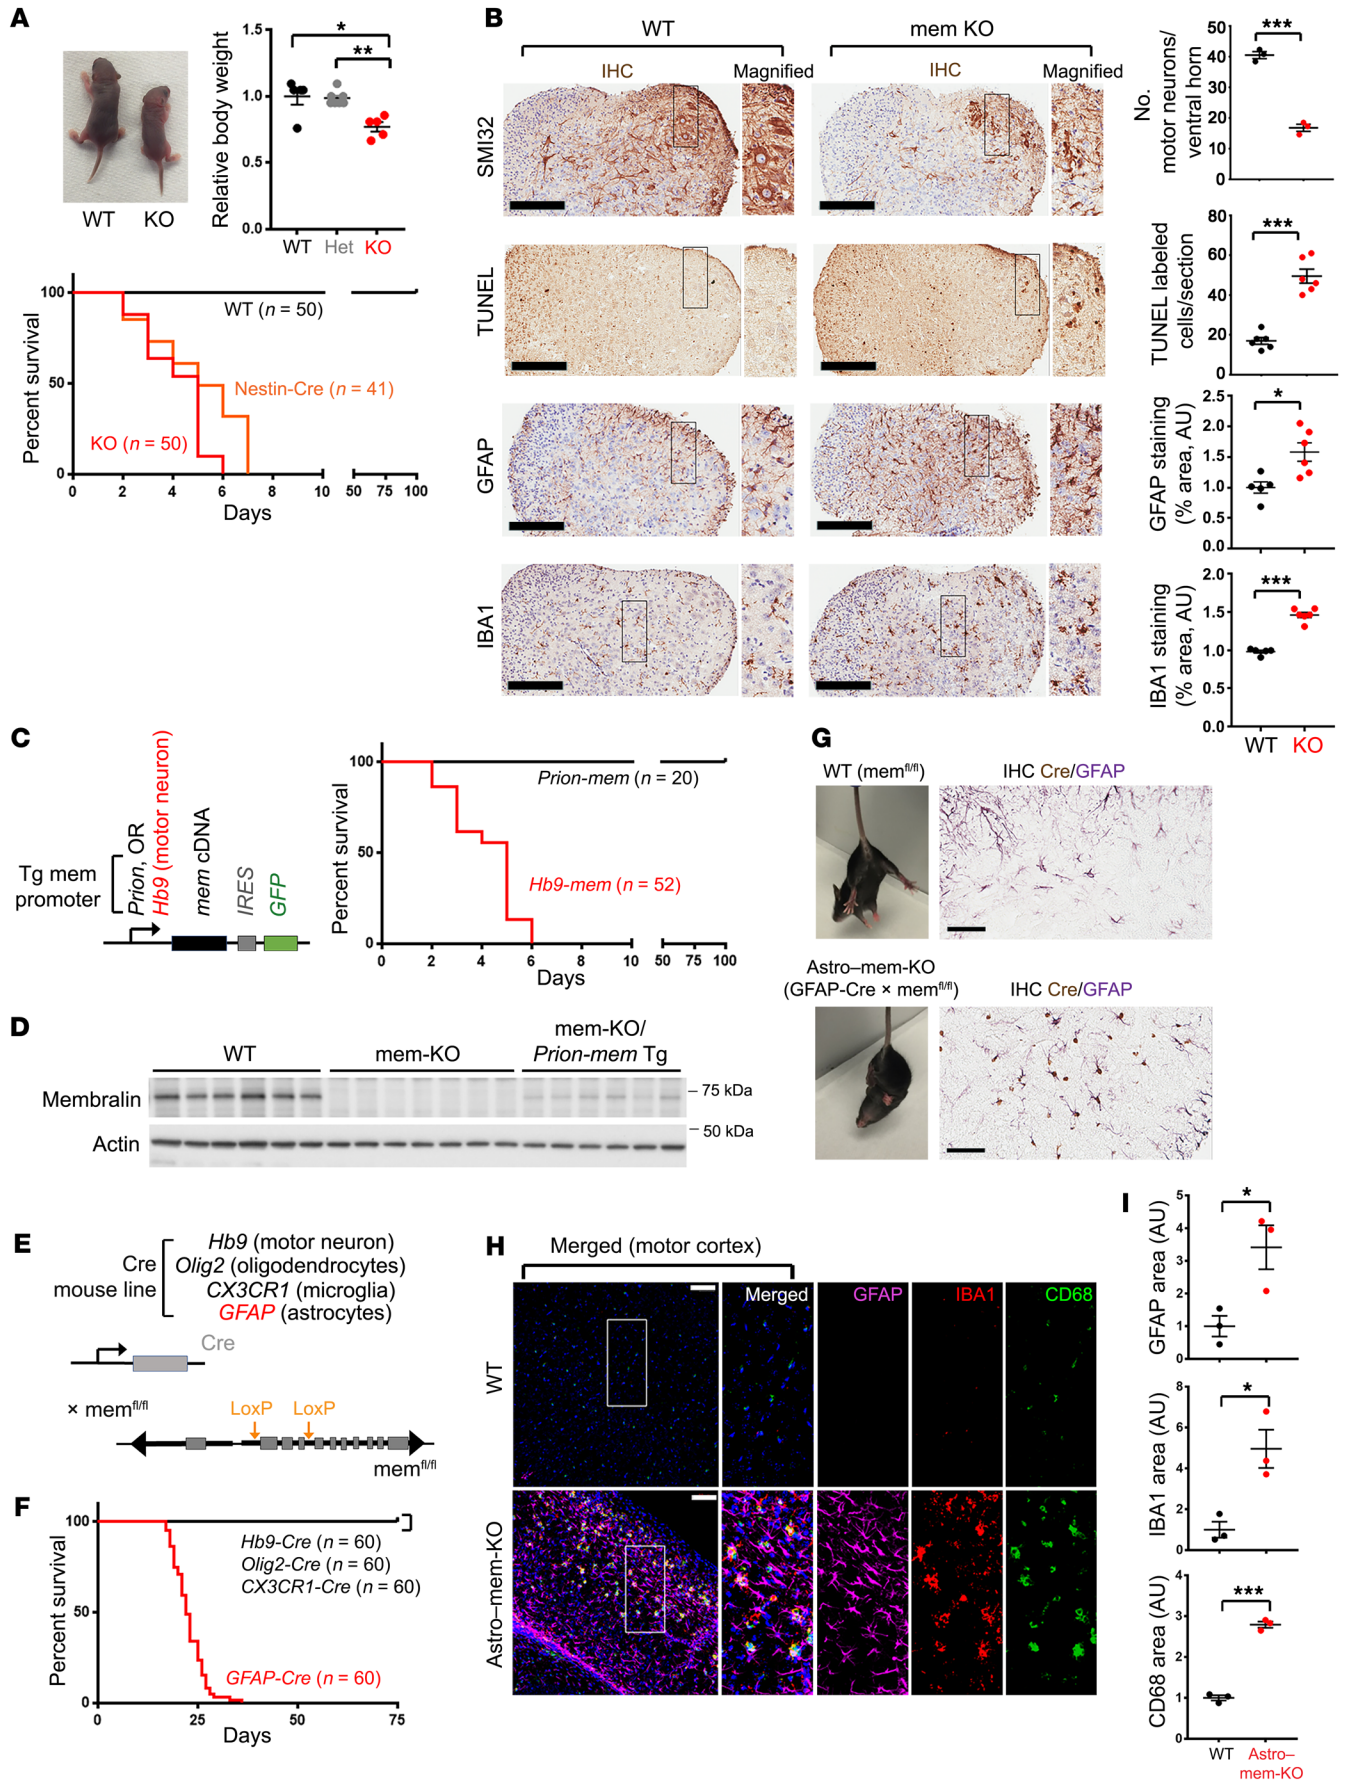 A
WT
KO
Relative body weight
1.5
1.0
0.5
0.0
*
**
WT
Het
KO
Percent survival
100
50
0
WT (n = 50)
Nestin-Cre (n = 41)
KO (n = 50)
0 2 4 6 8 10 50 75 100
Days
B
WT
mem KO
IHC
Magnified
IHC
Magnified
SMI32
TUNEL
GFAP
IBA1
No.
motor neurons/
ventral horn
50
40
30
20
10
0
***
TUNEL labeled
cells/section
80
60
40
20
0
***
GFAP staining
(% area, AU)
2.5
2.0
1.5
1.0
0.5
0.0
*
IBA1 staining
(% area, AU)
2.0
1.5
1.0
0.5
0.0
***
WT
KO
C
Tg mem
promoter
Prion, OR
Hb9 (motor neuron)
mem cDNA
IRES
GFP
Percent survival
100
50
0
Prion-mem (n = 20)
Hb9-mem (n = 52)
0 2 4 6 8 10 50 75 100
Days
D
WT
mem-KO
mem-KO/
Prion-mem Tg
Membralin
75 kDa
50 kDa
Actin
E
Cre
mouse line
Hb9 (motor neuron)
Olig2 (oligodendrocytes)
CX3CR1 (microglia)
GFAP (astrocytes)
Cre
× memfl/fl
LoxP
LoxP
memfl/fl
F
Percent survival
100
50
0
Hb9-Cre (n = 60)
Olig2-Cre (n = 60)
CX3CR1-Cre (n = 60)
GFAP-Cre (n = 60)
0 25 50 75
Days
G
WT (memfl/fl)
IHC Cre/GFAP
Astro–mem-KO
(GFAP-Cre × memfl/fl)
IHC Cre/GFAP
H
Merged (motor cortex)
Merged
GFAP
IBA1
CD68
WT
Astro–mem-KO
I
GFAP area (AU)
5
4
3
2
1
0
*
IBA1 area (AU)
8
6
4
2
0
*
CD68 area (AU)
4
3
2
1
0
***
WT
Astro–
mem-KO